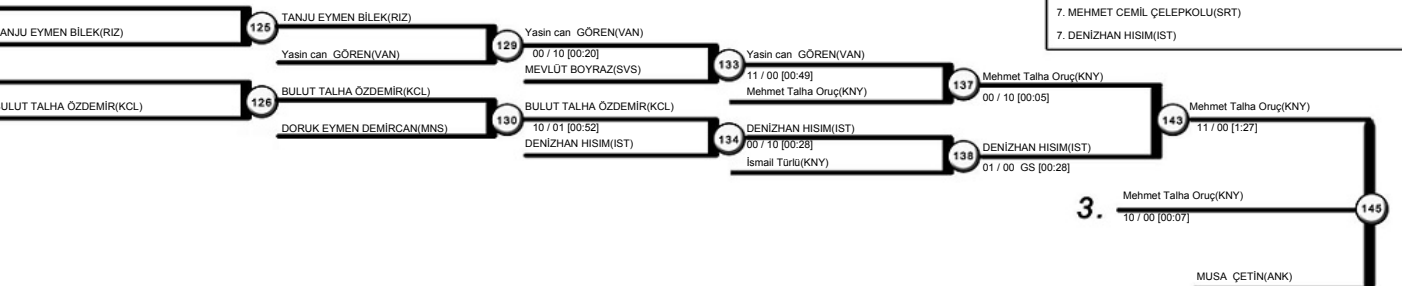 7. MEHMET CEMİL ÇELEPKOLU(SRT)
7. DENİZHAN HISIM(IST)
TANJU EYMEN BİLEK(RIZ)
125
TANJU EYMEN BİLEK(RIZ)
Yasin can GÖREN(VAN)
129
Yasin can GÖREN(VAN)
00 / 10 [00:20]
MEVLÜT BOYRAZ(SVS)
133
Yasin can GÖREN(VAN)
11 / 00 [00:49]
Mehmet Talha Oruç(KNY)
137
Mehmet Talha Oruç(KNY)
00 / 10 [00:05]
BULUT TALHA ÖZDEMİR(KCL)
126
BULUT TALHA ÖZDEMİR(KCL)
DORUK EYMEN DEMİRCAN(MNS)
130
BULUT TALHA ÖZDEMİR(KCL)
10 / 01 [00:52]
DENİZHAN HISIM(IST)
134
DENİZHAN HISIM(IST)
00 / 10 [00:28]
İsmail Türlü(KNY)
138
DENİZHAN HISIM(IST)
01 / 00 GS [00:28]
143
Mehmet Talha Oruç(KNY)
11 / 00 [1:27]
3.
Mehmet Talha Oruç(KNY)
10 / 00 [00:07]
145
MUSA ÇETİN(ANK)